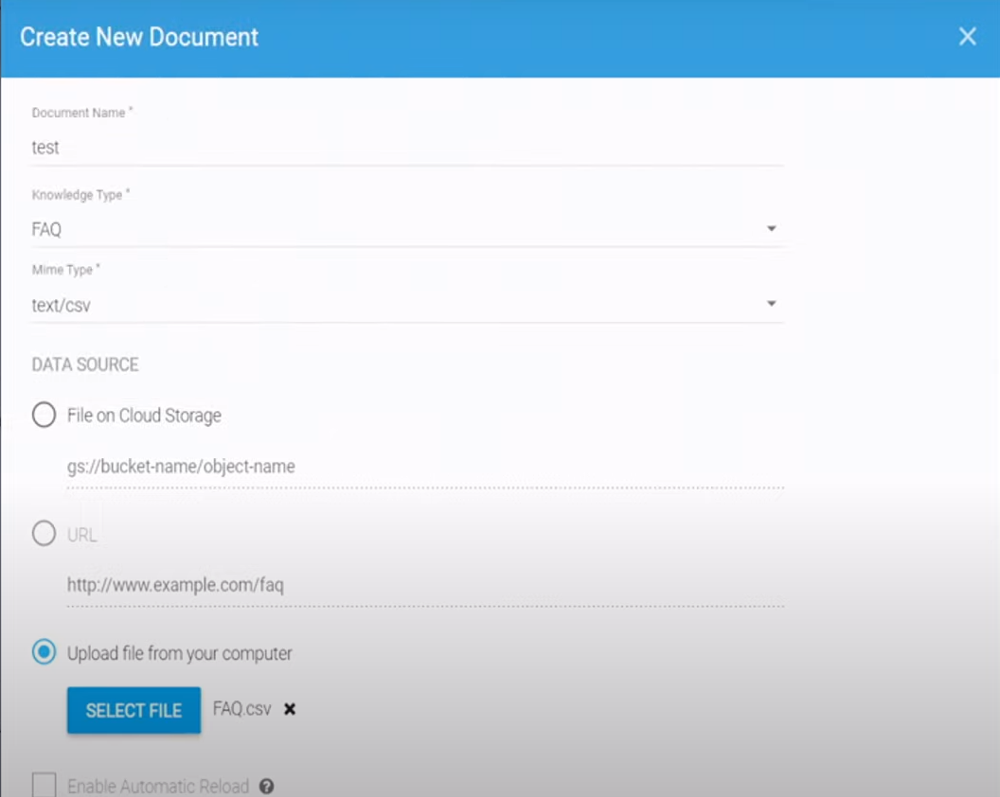 Create New Document
Document Name *
test
Knowledge Type *
FAQ
Mime Type *
text/csv
DATA SOURCE
File on Cloud Storage
gs://bucket-name/object-name
URL
http://www.example.com/faq
Upload file from your computer
SELECT FILE FAQ.csv
Enable Automatic Reload